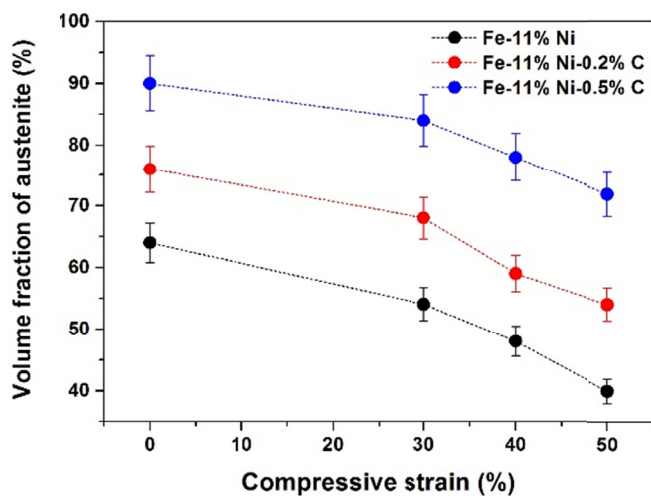 Fe-11% Ni
Fe-11% Ni-0.2% C
Fe-11% Ni-0.5% C
Volume fraction of austenite (%)
100
90
80
70
60
50
40
0
10
20
30
40
50
Compressive strain (%)